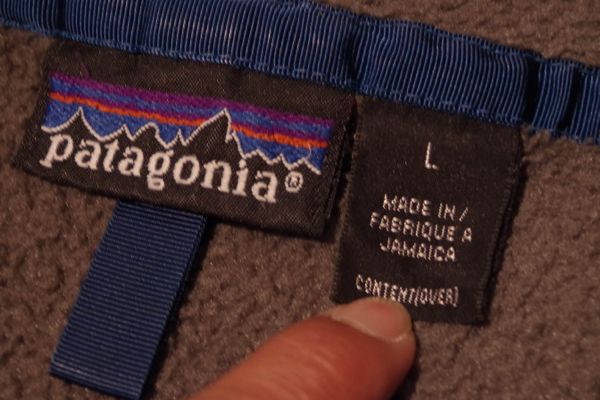 patagonia®
L
MADE IN/
FABRIQUE A
JAMAICA
CONTENT(OVER)